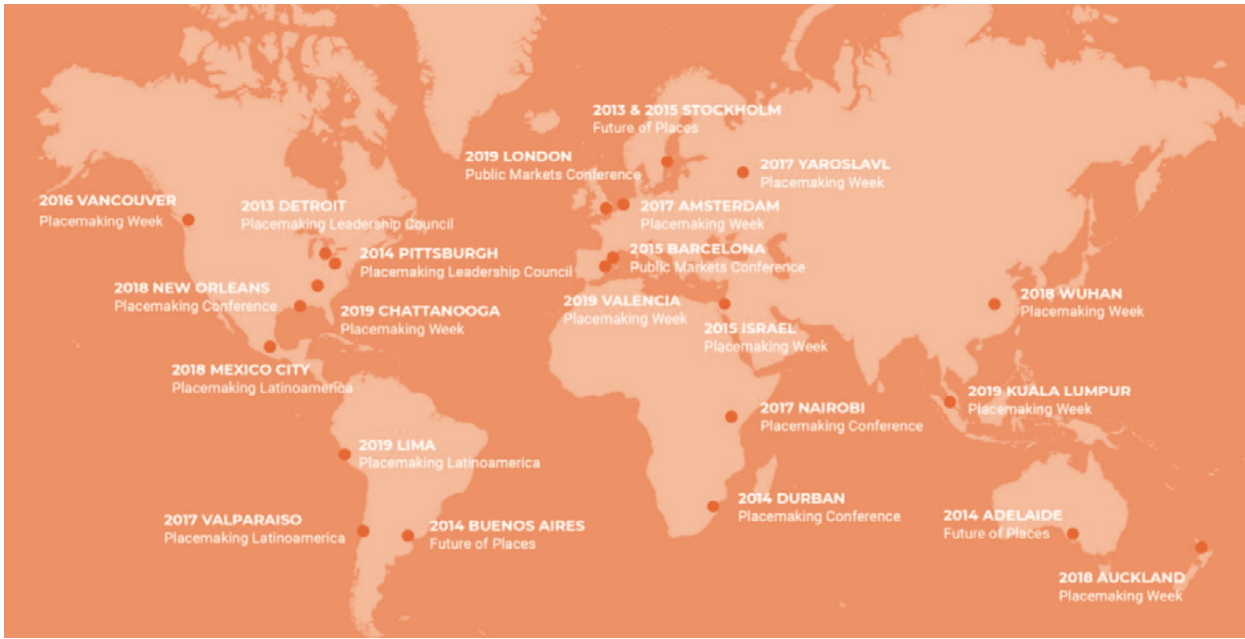 2013 & 2015 STOCKHOLM
Future of Places
2019 LONDON
Public Markets Conference
2017 YAROSLAVL
Placemaking Week
2016 VANCOUVER
Placemaking Week
2013 DETROIT
Placemaking Leadership Council
2017 AMSTERDAM
Placemaking Week
2014 PITTSBURGH
Placemaking Leadership Council
2015 BARCELONA
Public Markets Conference
2018 NEW ORLEANS
Placemaking Conference
2019 CHATTANOOGA
Placemaking Week
2019 VALENCIA
Placemaking Week
2015 ISRAEL
Placemaking Week
2018 WUHAN
Placemaking Week
2018 MEXICO CITY
Placemaking Latinoamerica
2019 KUALA LUMPUR
Placemaking Week
2017 NAIROBI
Placemaking Conference
2019 LIMA
Placemaking Latinoamerica
2014 DURBAN
Placemaking Conference
2017 VALPARAISO
Placemaking Latinoamerica
2014 BUENOS AIRES
Future of Places
2014 ADELAIDE
Future of Places
2018 AUCKLAND
Placemaking Week